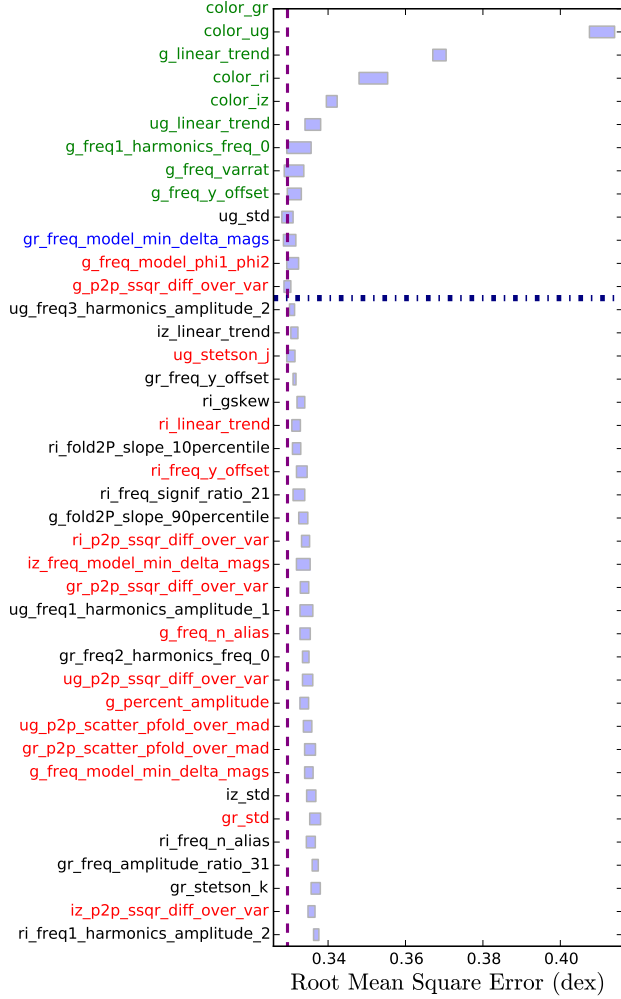 color_gr
color_ug
g_linear_trend
color_ri
color_iz
ug_linear_trend
g_freq1_harmonics_freq_0
g_freq_varrat
g_freq_y_offset
ug_std
gr_freq_model_min_delta_mags
g_freq_model_phi1_phi2
g_p2p_ssqr_diff_over_var
ug_freq3_harmonics_amplitude_2
iz_linear_trend
ug_stetson_j
gr_freq_y_offset
ri_gskew
ri_linear_trend
ri_fold2P_slope_10percentile
ri_freq_y_offset
ri_freq_signif_ratio_21
g_fold2P_slope_90percentile
ri_p2p_ssqr_diff_over_var
iz_freq_model_min_delta_mags
gr_p2p_ssqr_diff_over_var
ug_freq1_harmonics_amplitude_1
g_freq_n_alias
gr_freq2_harmonics_freq_0
ug_p2p_ssqr_diff_over_var
g_percent_amplitude
ug_p2p_scatter_pfold_over_mad
gr_p2p_scatter_pfold_over_mad
g_freq_model_min_delta_mags
iz_std
gr_std
ri_freq_n_alias
gr_freq_amplitude_ratio_31
gr_stetson_k
iz_p2p_ssqr_diff_over_var
ri_freq1_harmonics_amplitude_2
0.34 0.36 0.38 0.40
Root Mean Square Error (dex)